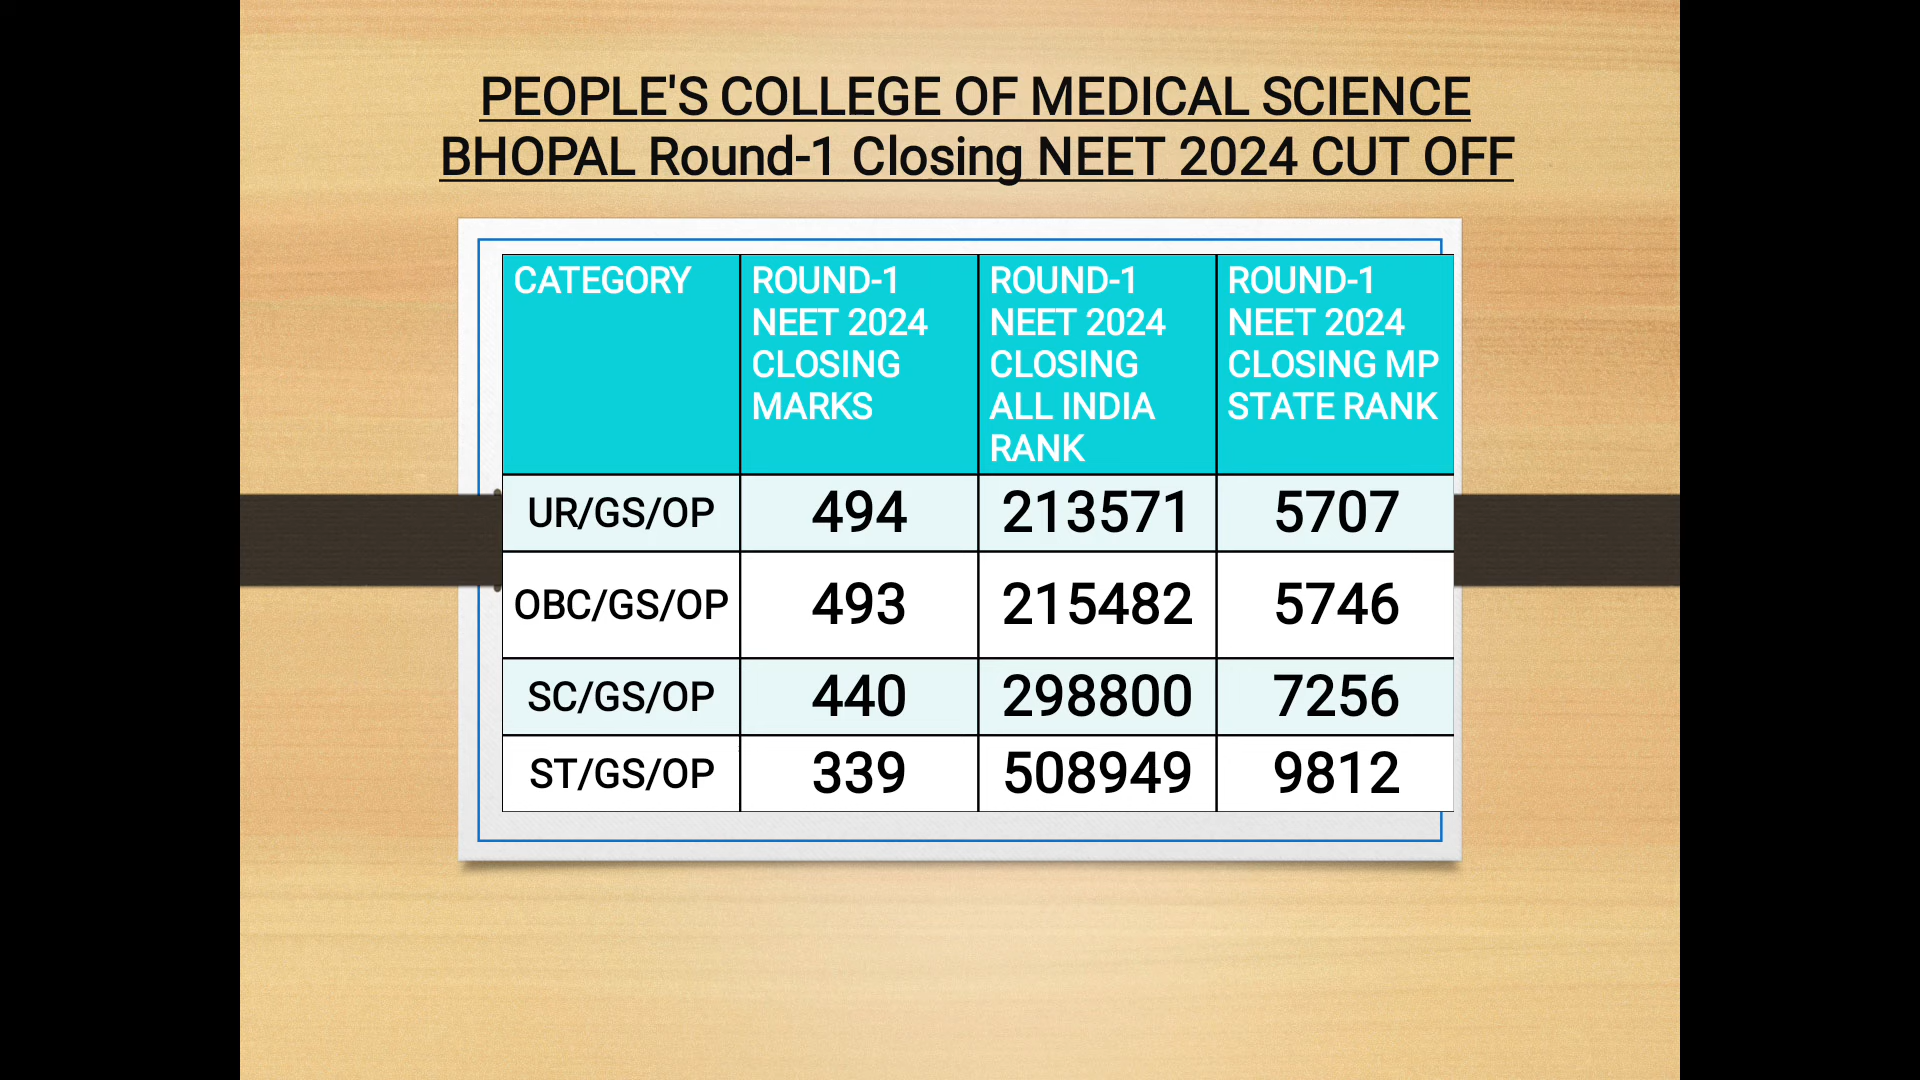 PEOPLE'S COLLEGE OF MEDICAL SCIENCE
BHOPAL Round-1 Closing NEET 2024 CUT OFF
CATEGORY
ROUND-1
NEET 2024
CLOSING
MARKS
ROUND-1
NEET 2024
CLOSING
ALL INDIA
RANK
ROUND-1
NEET 2024
CLOSING MP
STATE RANK
UR/GS/OP 494 213571 5707
OBC/GS/OP 493 215482 5746
SC/GS/OP 440 298800 7256
ST/GS/OP 339 508949 9812